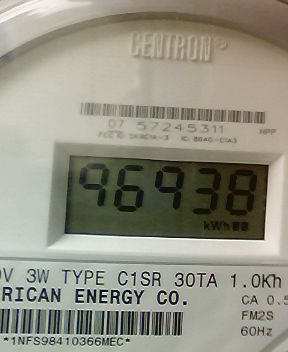 CENTRON®
07 57245311
HPP
96938
kWh
V 3W TYPE C1SR 30TA 1.0Kh
RICAN ENERGY CO.
CA 0.5
FM2S
60Hz
*1NFS98410366MEC*